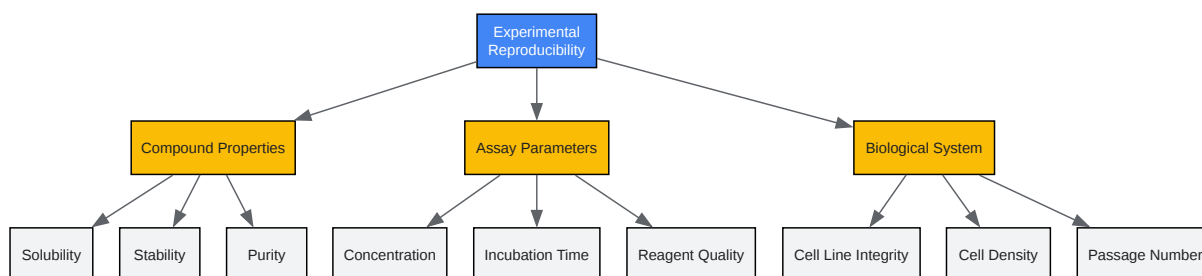 Experimental
Reproducibility
Compound Properties
Assay Parameters
Biological System
Solubility
Stability
Purity
Concentration
Incubation Time
Reagent Quality
Cell Line Integrity
Cell Density
Passage Number